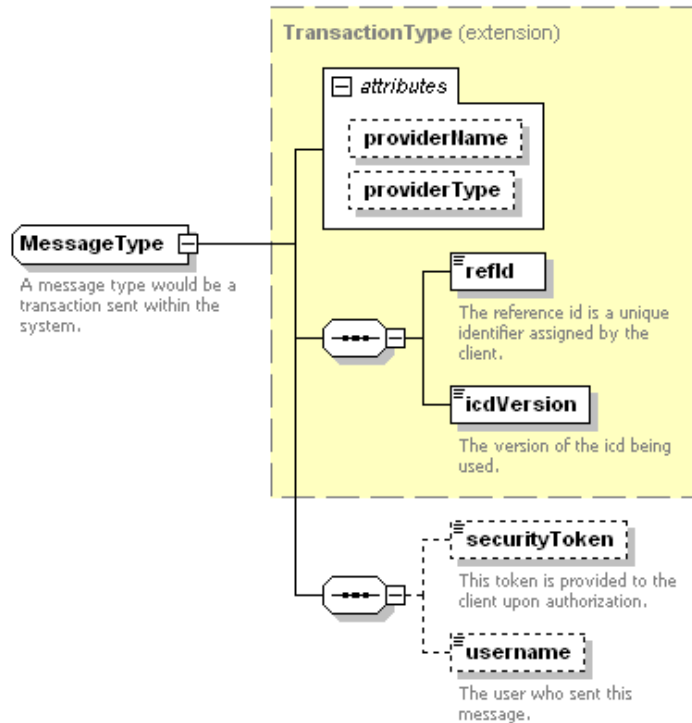 TransactionType (extension)
attributes
providerName
providerType
MessageType
A message type would be a
transaction sent within the
system.
refId
The reference id is a unique
identifier assigned by the
client.
icdVersion
The version of the icd being
used.
securityToken
This token is provided to the
client upon authorization.
username
The user who sent this
message.